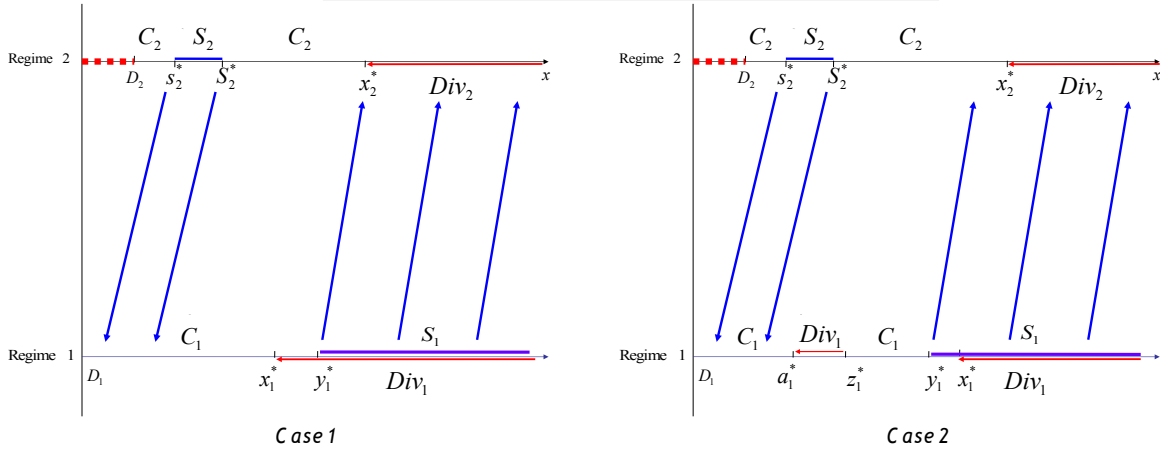 C₂ S₂ C₂
Regime 2
D₂ s₂* S₂* x₂* Div₂ x
Regime 1
C₁ S₁
D₁ x₁* y₁* Div₁
Case 1
C₂ S₂ C₂
Regime 2
D₂ s₂* S₂* x₂* Div₂ x
Regime 1
C₁ Div₁ C₁ S₁
D₁ a₁* z₁* y₁* x₁* Div₁
Case 2